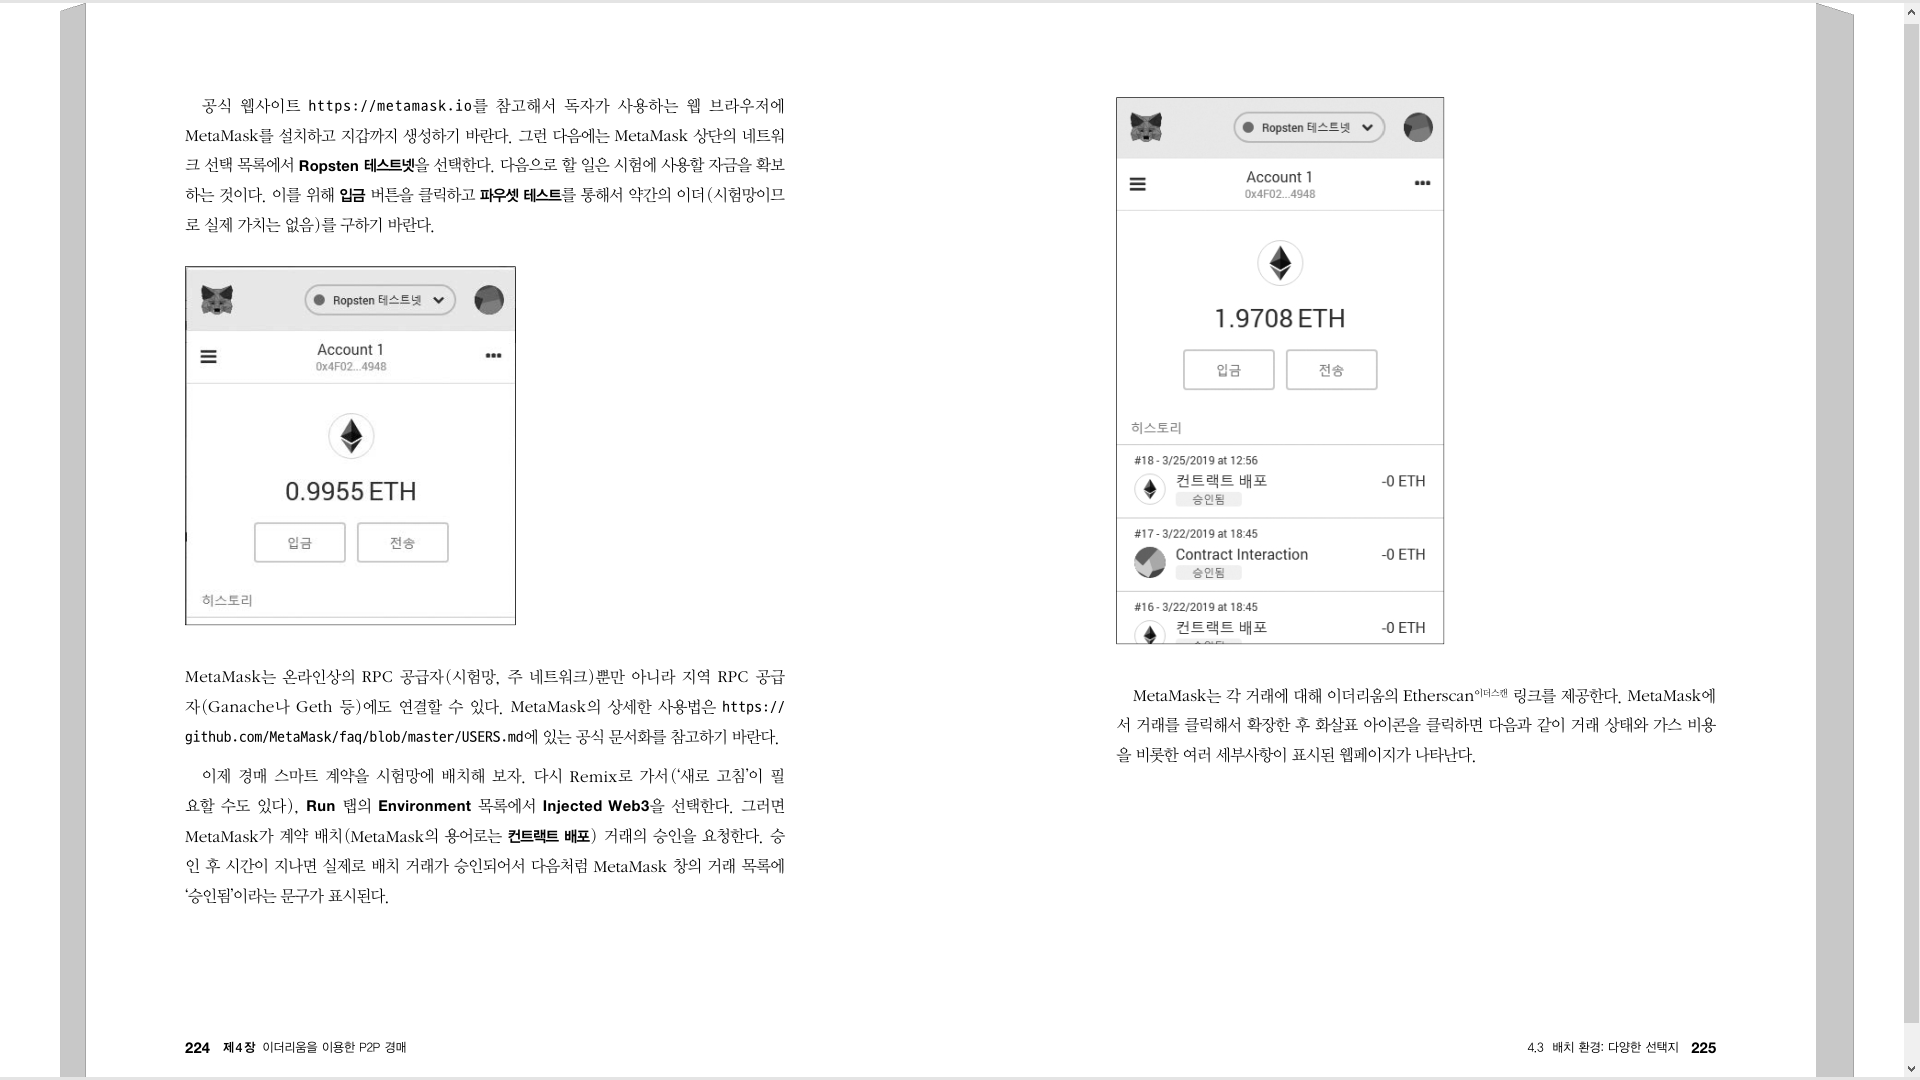 공식 웹사이트 https://metamask.io를 참고해서 독자가 사용하는 웹 브라우저에
MetaMask를 설치하고 지갑까지 생성하기 바란다. 그런 다음에는 MetaMask 상단의 네트워
크 선택 목록에서 Ropsten 테스트넷을 선택한다. 다음으로 할 일은 시험에 사용할 자금을 확보
하는 것이다. 이를 위해 입금 버튼을 클릭하고 파우셋 테스트를 통해서 약간의 이더(시험망이므
로 실제 가치는 없음)를 구하기 바란다.
Ropsten 테스트넷
Account 1
0x4F02...4948
0.9955 ETH
입금 전송
히스토리
MetaMask는 온라인상의 RPC 공급자(시험망, 주 네트워크)뿐만 아니라 지역 RPC 공급
자(Ganache나 Geth 등)에도 연결할 수 있다. MetaMask의 상세한 사용법은 https://
github.com/MetaMask/faq/blob/master/USERS.md에 있는 공식 문서화를 참고하기 바란다.
이제 경매 스마트 계약을 시험망에 배치해 보자. 다시 Remix로 가서(‘새로 고침’이 필
요할 수도 있다), Run 탭의 Environment 목록에서 Injected Web3을 선택한다. 그러면
MetaMask가 계약 배치(MetaMask의 용어로는 컨트랙트 배포) 거래의 승인을 요청한다. 승
인 후 시간이 지나면 실제로 배치 거래가 승인되어서 다음처럼 MetaMask 창의 거래 목록에
‘승인됨’이라는 문구가 표시된다.
224 제4장 이더리움을 이용한 P2P 경매
Ropsten 테스트넷
Account 1
0x4F02...4948
1.9708 ETH
입금 전송
히스토리
#18 - 3/25/2019 at 12:56
컨트랙트 배포 -0 ETH
승인됨
#17 - 3/22/2019 at 18:45
Contract Interaction -0 ETH
승인됨
#16 - 3/22/2019 at 18:45
컨트랙트 배포 -0 ETH
MetaMask는 각 거래에 대해 이더리움의 Etherscan이더스캔 링크를 제공한다. MetaMask에
서 거래를 클릭해서 확장한 후 화살표 아이콘을 클릭하면 다음과 같이 거래 상태와 가스 비용
을 비롯한 여러 세부사항이 표시된 웹페이지가 나타난다.
4.3 배치 환경: 다양한 선택지 225